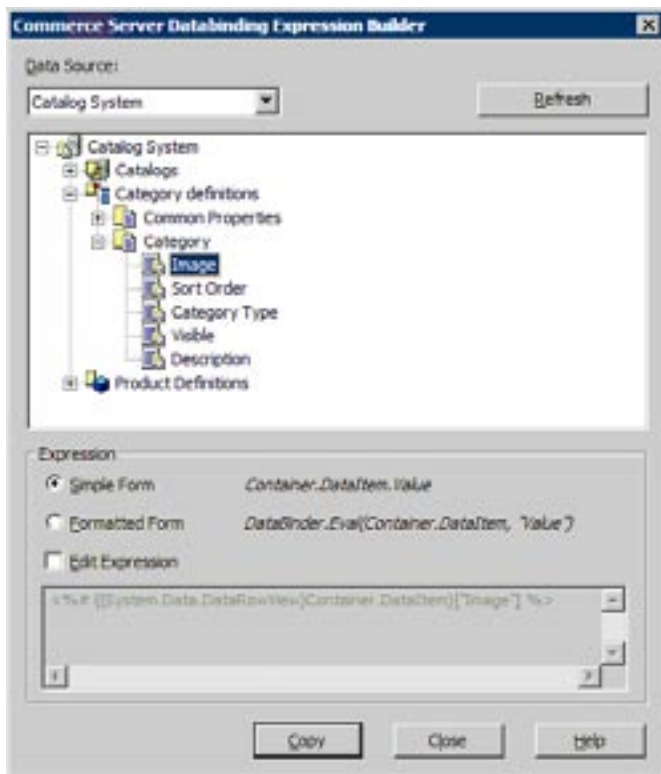 Commerce Server Databinding Expression Builder
Data Source:
Catalog System
Refresh
Catalog System
Catalogs
Category definitions
Common Properties
Category
Image
Sort Order
Category Type
Visible
Description
Product Definitions
Expression
Simple Form Container.DataItem.Value
Formatted Form DataBinder.Eval(Container.DataItem, "Value")
Edit Expression
<%# ((System.Data.DataRowView)Container.DataItem)["Image"] %>
Copy
Close
Help